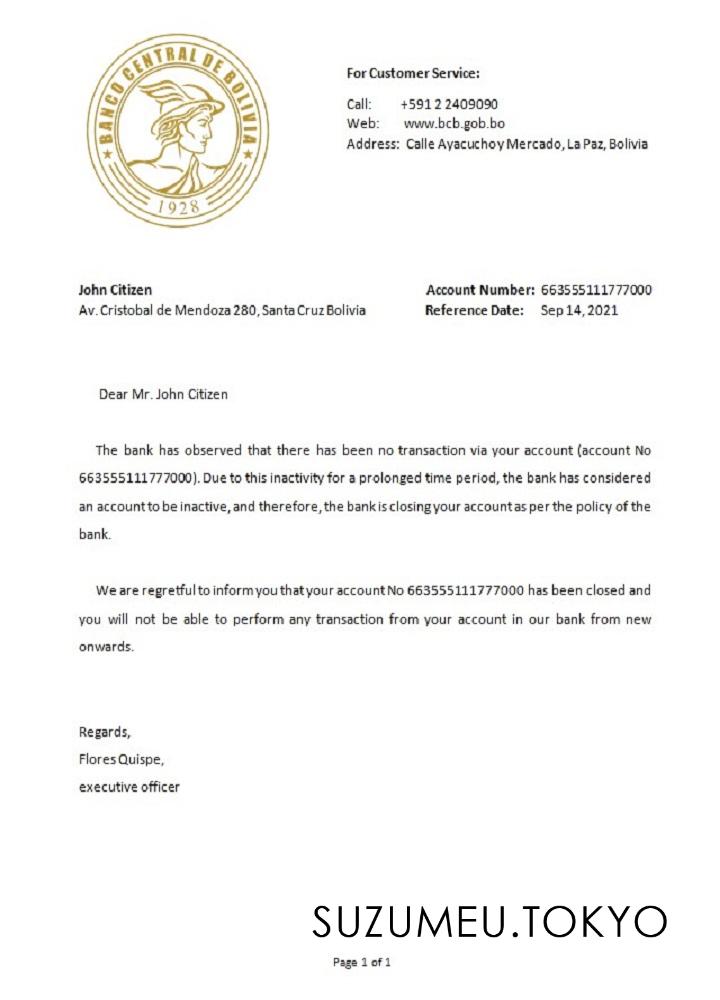 BANCO CENTRAL DE BOLIVIA
1928
For Customer Service:
Call: +591 2 2409090
Web: www.bcb.gob.bo
Address: Calle Ayacucho y Mercado, La Paz, Bolivia
John Citizen
Av. Cristobal de Mendoza 280, Santa Cruz Bolivia
Account Number: 663555111777000
Reference Date: Sep 14, 2021
Dear Mr. John Citizen
The bank has observed that there has been no transaction via your account (account No
663555111777000). Due to this inactivity for a prolonged time period, the bank has considered
an account to be inactive, and therefore, the bank is closing your account as per the policy of the
bank.
We are regretful to inform you that your account No 663555111777000 has been closed and
you will not be able to perform any transaction from your account in our bank from new
onwards.
Regards,
Flores Quispe,
executive officer
SUZUMEU.TOKYO
Page 1 of 1